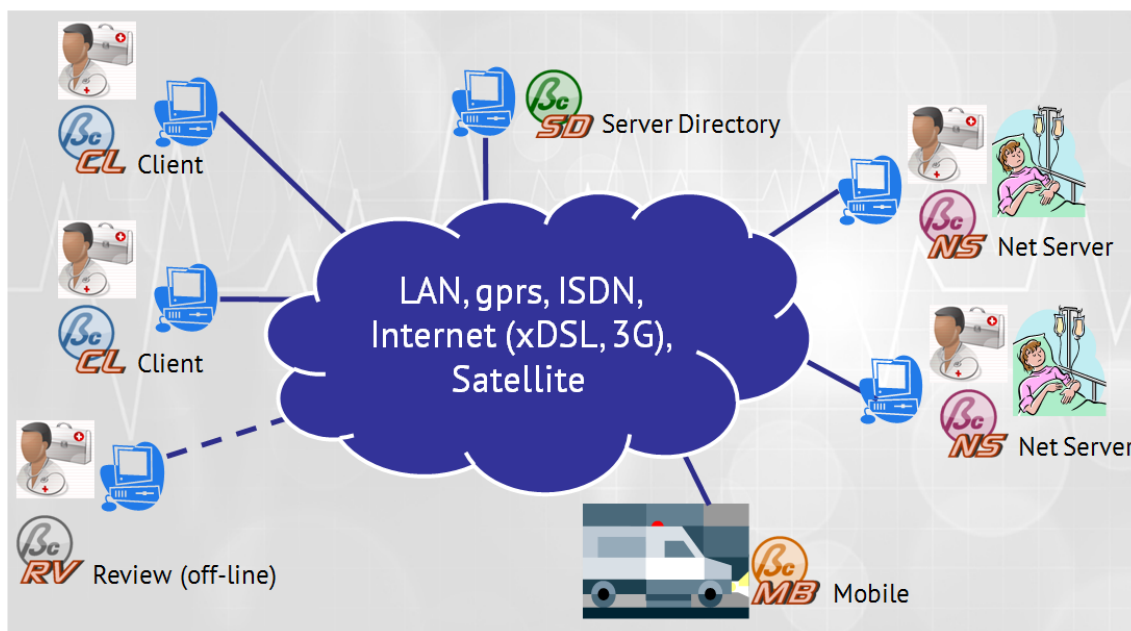 βc
CL Client
βc
SD Server Directory
βc
NS Net Server
βc
CL Client
LAN, gprs, ISDN,
Internet (xDSL, 3G),
Satellite
βc
NS Net Server
βc
RV Review (off-line)
βc
MB Mobile